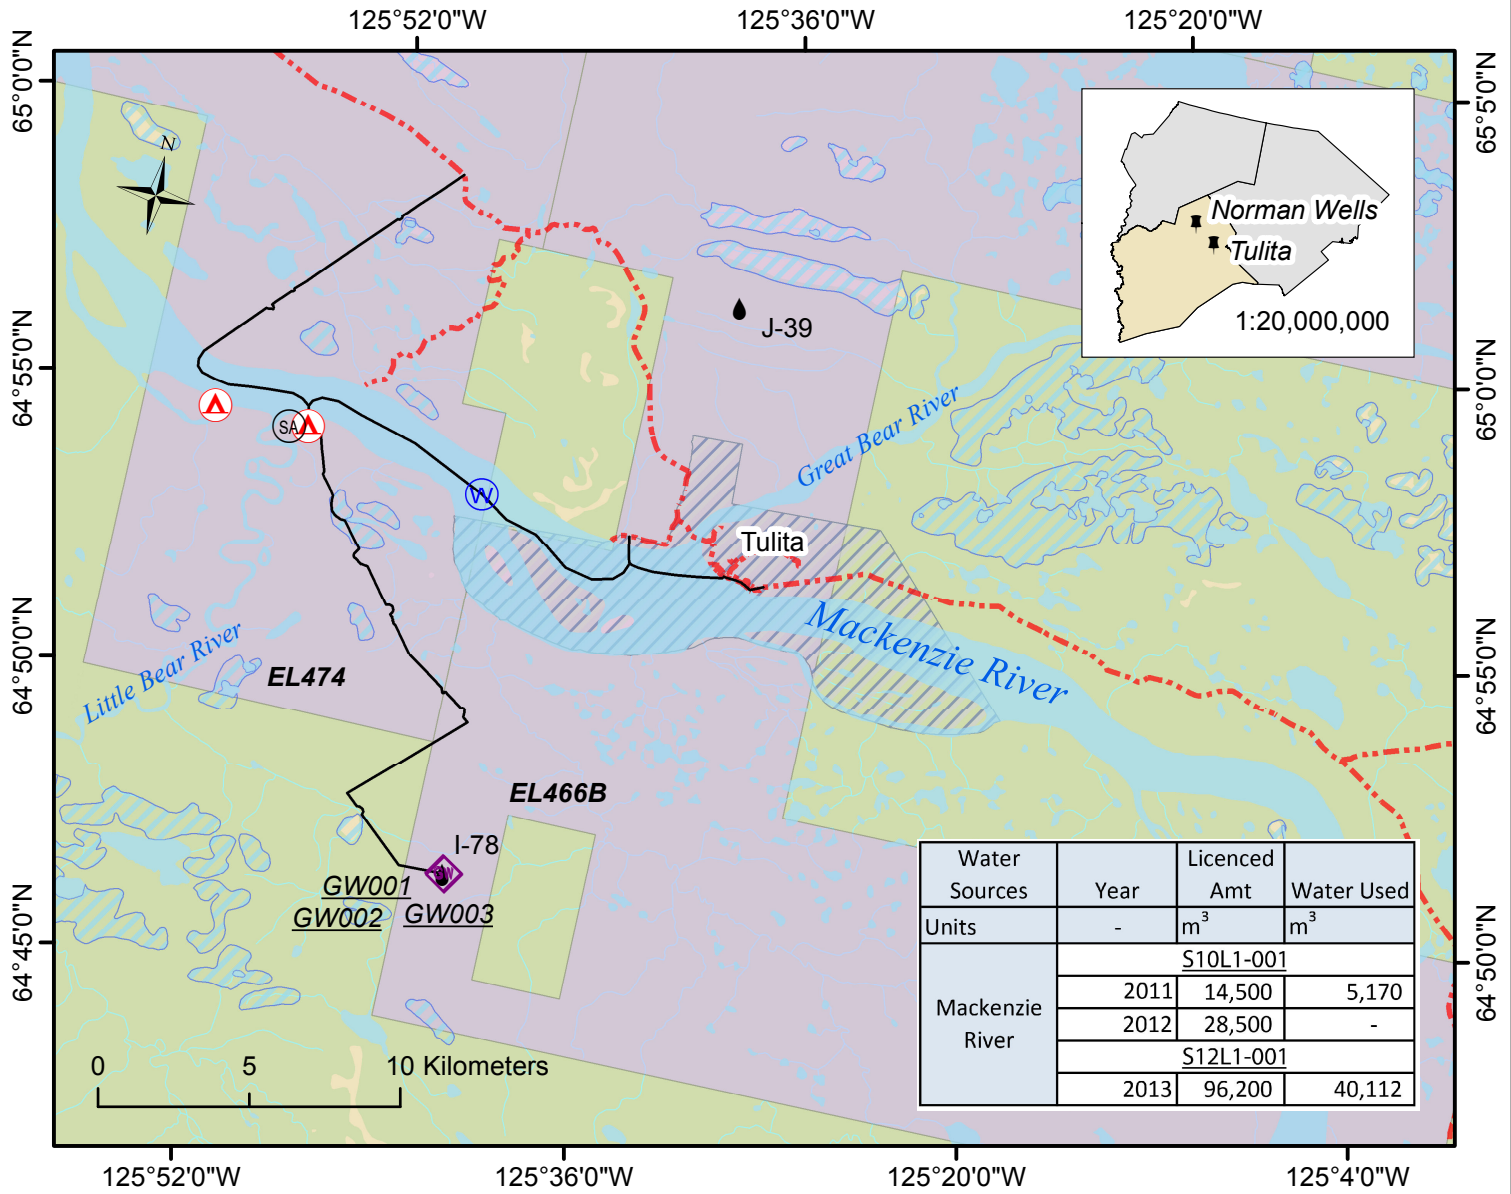 125°52'0"W
125°36'0"W
125°20'0"W
65°0'0"N
64°55'0"N
64°50'0"N
64°45'0"N
65°5'0"N
65°0'0"N
64°55'0"N
64°50'0"N
N
Norman Wells
Tulita
1:20,000,000
J-39
Great Bear River
SA
W
Tulita
Mackenzie River
Little Bear River
EL474
EL466B
I-78
GW
GW001
GW002
GW003
0 5 10 Kilometers
Water Sources Year Licenced Amt Water Used
Units - m³ m³
Mackenzie River
S10L1-001
2011 14,500 5,170
2012 28,500 -
S12L1-001
2013 96,200 40,112
125°52'0"W
125°36'0"W
125°20'0"W
125°4'0"W